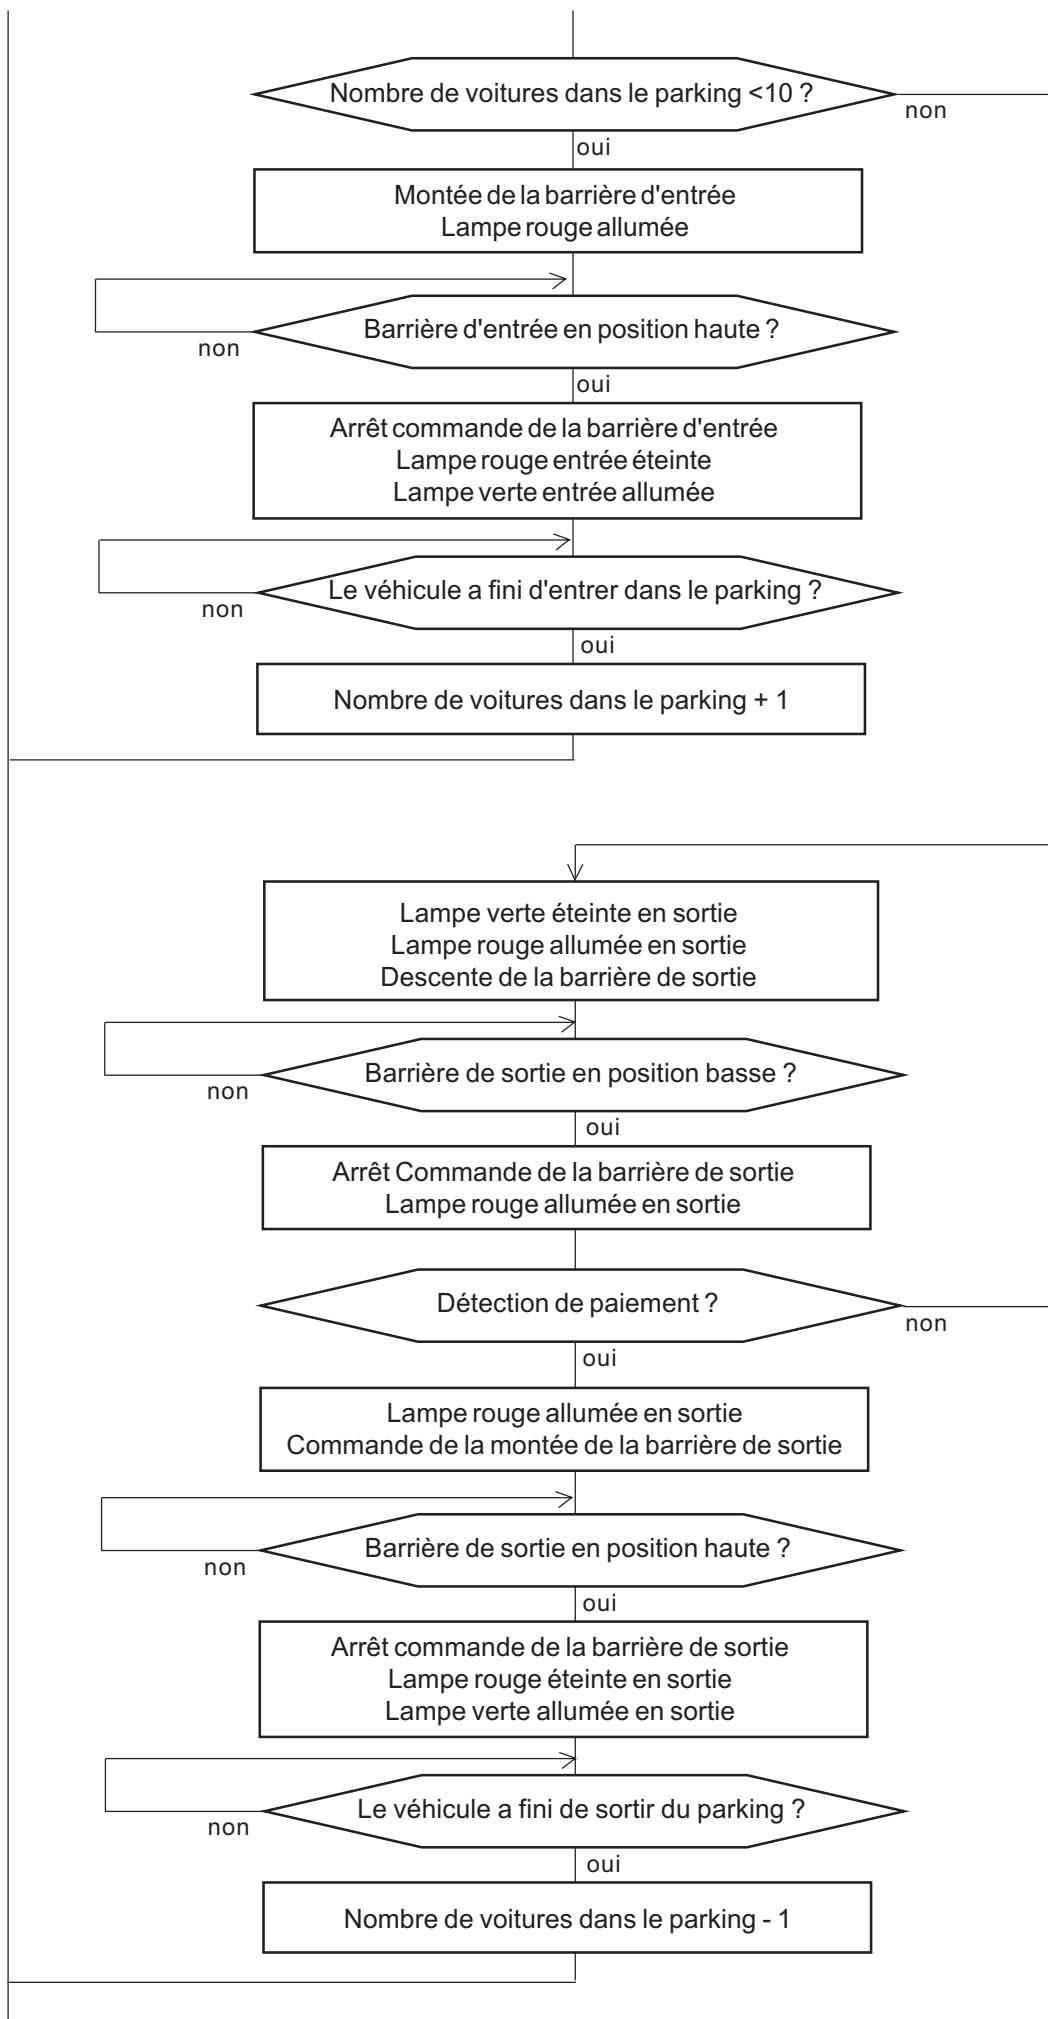 Nombre de voitures dans le parking <10 ?
non
oui
Montée de la barrière d'entrée
Lampe rouge allumée
Barrière d'entrée en position haute ?
non
oui
Arrêt commande de la barrière d'entrée
Lampe rouge entrée éteinte
Lampe verte entrée allumée
Le véhicule a fini d'entrer dans le parking ?
non
oui
Nombre de voitures dans le parking + 1
Lampe verte éteinte en sortie
Lampe rouge allumée en sortie
Descente de la barrière de sortie
Barrière de sortie en position basse ?
non
oui
Arrêt Commande de la barrière de sortie
Lampe rouge allumée en sortie
Détection de paiement ?
non
oui
Lampe rouge allumée en sortie
Commande de la montée de la barrière de sortie
Barrière de sortie en position haute ?
non
oui
Arrêt commande de la barrière de sortie
Lampe rouge éteinte en sortie
Lampe verte allumée en sortie
Le véhicule a fini de sortir du parking ?
non
oui
Nombre de voitures dans le parking - 1